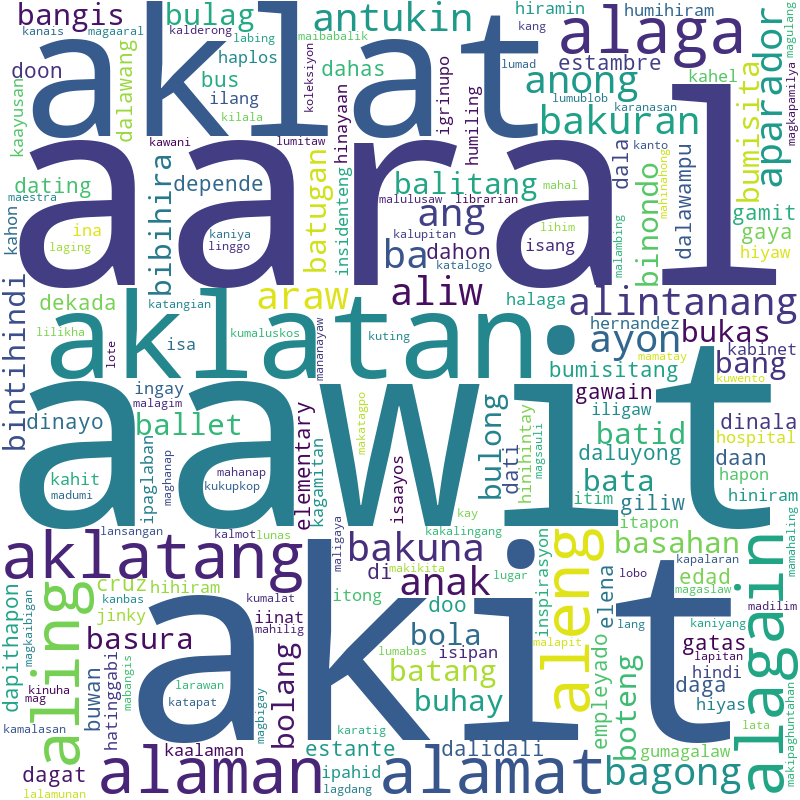 bangis
bulag
antukin
hiramin
humihiram
magulang
kanais
magaaral
kalderong
labing
maibabalik
kang
aklat
alaga
doon
dalawang
haplos
bus
dahas
koleksiyon
igrinupo
lumad
estambre
anong
kahel
bumisita
aparador
magkapamilya
kaayusan
ilang
kilala
hinayaan
humiling
lumublob
karanasan
bakuran
kawani
lumitaw
kanto
aaral
dating
maestra
bibihira
depende
batugan
insidenteng
balitang
malulusaw
librarian
mahal
dala
binondo
dalawampu
mahinahong
gamit
kahon
ina
laging
kaniya
linggo
kalupitan
ang
ba
dahon
katalogo
lihim
isang
malambing
gaya
hiyaw
bintihindi
dekada
katangian
araw
aliw
halaga
alintanang
lilikha
lote
isa
kumaluskos
mananayaw
kuting
aklatan
hernandez
ayon
mamatay
bukas
kabinet
kuwento
bang
bumisitang
dinayo
ingay
malagim
ballet
elementary
makatagpo
dati
bulong
hinihintay
magsauli
gawain
iligaw
batid
daluyong
dinala
hospital
daan
aawit
kahit
madumi
ipaglaban
maghanap
mahanap
kukupkop
kagamitan
isaayos
bata
itim
giliw
hapon
hiniram
itapon
mamahaling
lansangan
kalmot
lunas
maligaya
kay
kakalingang
aklatang
bakuna
makikita
lugar
inspirasyon
aleng
basahan
kapalaran
alagain
dapithapon
magkaibigan
aling
cruz
hihiram
jinky
kanbas
kumalat
iinat
mahilig
di
itong
anak
doo
malapit
elena
lobo
edad
magaslaw
madilim
lang
kaniyang
akit
basura
buwan
hatinggabi
mabangis
larawan
katapat
bolang
magbigay
bola
lumabas
isipan
batang
buhay
karatig
empleyado
boteng
gatas
lapitan
hindi
daga
hiyas
lata
makipaghuntahan
kinuha
mag
kamalasan
kaalaman
estante
dalidali
gumagalaw
dagat
lalamunan
alaman
ipahid
lagdang
alamat
bagong